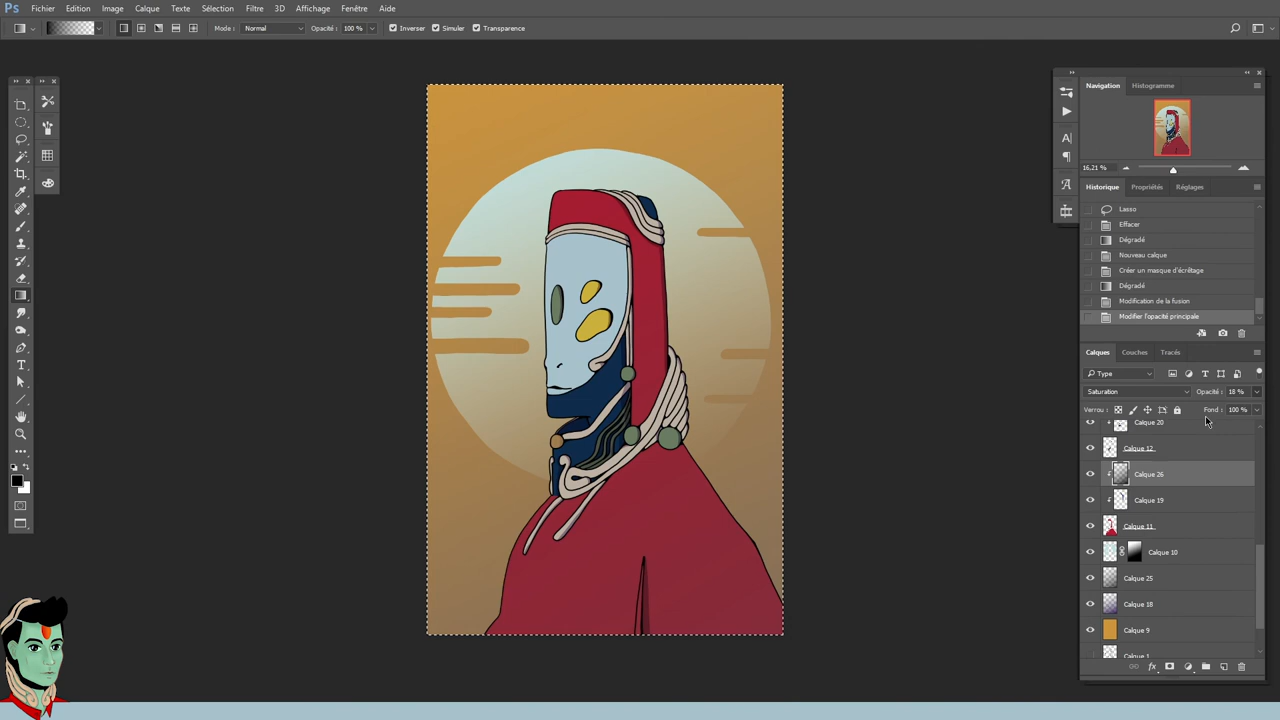 Ps Fichier Edition Image Calque Texte Sélection Filtre 3D Affichage Fenêtre Aide
Mode : Normal Opacité : 100 % Inverser Simuler Transparence
Navigation Histogramme
16,21 %
Historique Propriétés Réglages
Lasso
Effacer
Dégradé
Nouveau calque
Créer un masque d'écrêtage
Dégradé
Modification de la fusion
Modifier l'opacité principale
Calques Couches Tracés
Type
Saturation Opacité : 18 %
Verrou : Fond : 100 %
Calque 20
Calque 12
Calque 26
Calque 19
Calque 11
Calque 10
Calque 25
Calque 18
Calque 9
Calque 1
fx